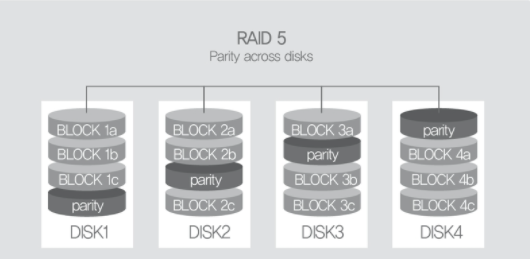 RAID 5
Parity across disks
BLOCK 1a
BLOCK 1b
BLOCK 1c
parity
DISK1
BLOCK 2a
BLOCK 2b
parity
BLOCK 2c
DISK2
BLOCK 3a
parity
BLOCK 3b
BLOCK 3c
DISK3
parity
BLOCK 4a
BLOCK 4b
BLOCK 4c
DISK4